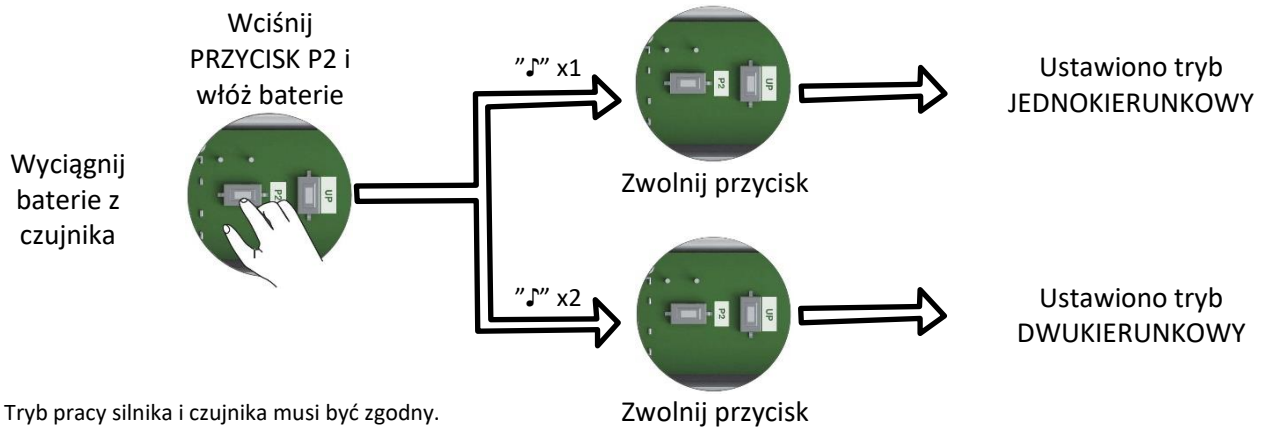 Wyciągnij
baterie z
czujnika
Wciśnij
PRZYCISK P2 i
włóż baterie
P2
UP
"♪" x1
P2
UP
Zwolnij przycisk
Ustawiono tryb
JEDNOKIERUNKOWY
"♪" x2
P2
UP
Zwolnij przycisk
Ustawiono tryb
DWUKIERUNKOWY
Tryb pracy silnika i czujnika musi być zgodny.